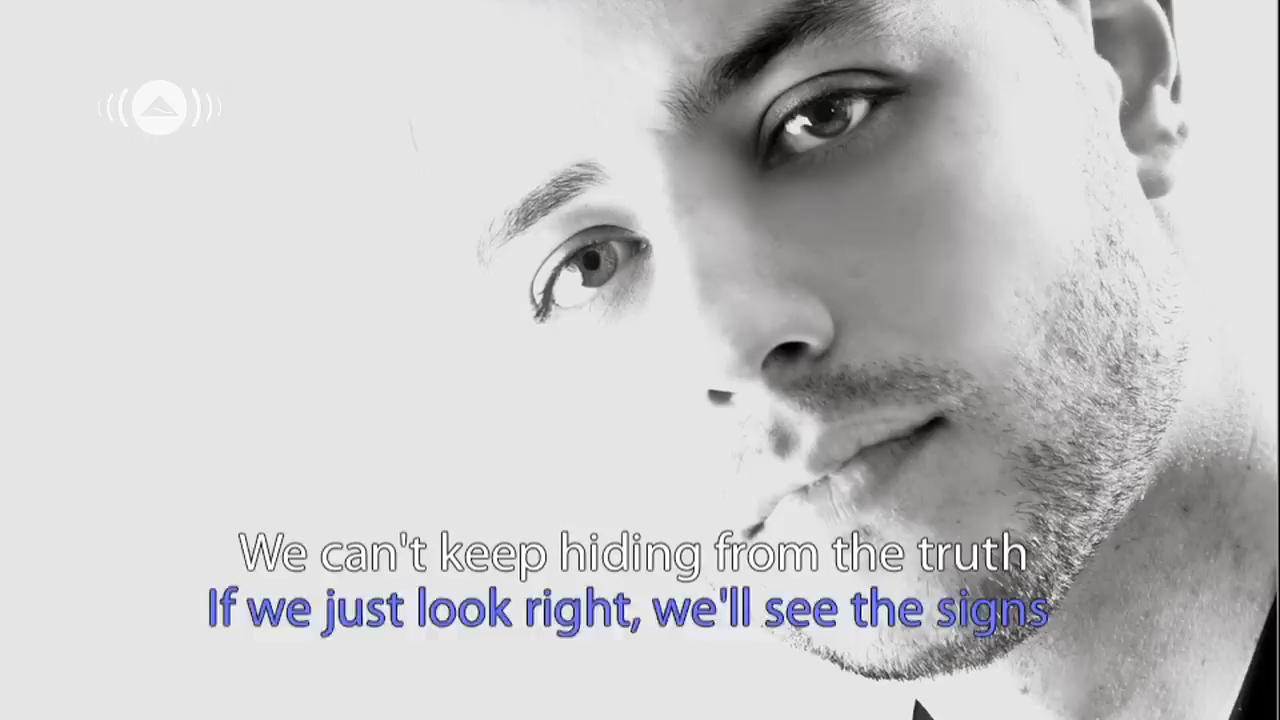 We can't keep hiding from the truth
If we just look right, we'll see the signs